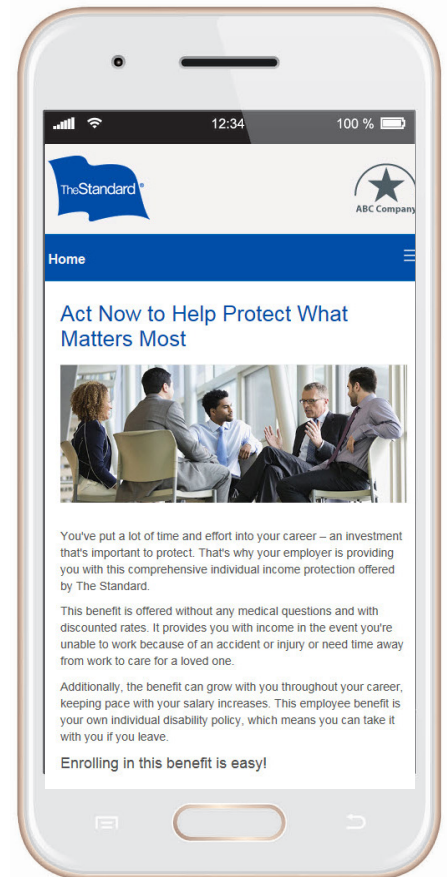 12:34
100 %
TheStandard®
ABC Company
Home
Act Now to Help Protect What
Matters Most
You've put a lot of time and effort into your career – an investment
that's important to protect. That's why your employer is providing
you with this comprehensive individual income protection offered
by The Standard.
This benefit is offered without any medical questions and with
discounted rates. It provides you with income in the event you're
unable to work because of an accident or injury or need time away
from work to care for a loved one.
Additionally, the benefit can grow with you throughout your career,
keeping pace with your salary increases. This employee benefit is
your own individual disability policy, which means you can take it
with you if you leave.
Enrolling in this benefit is easy!